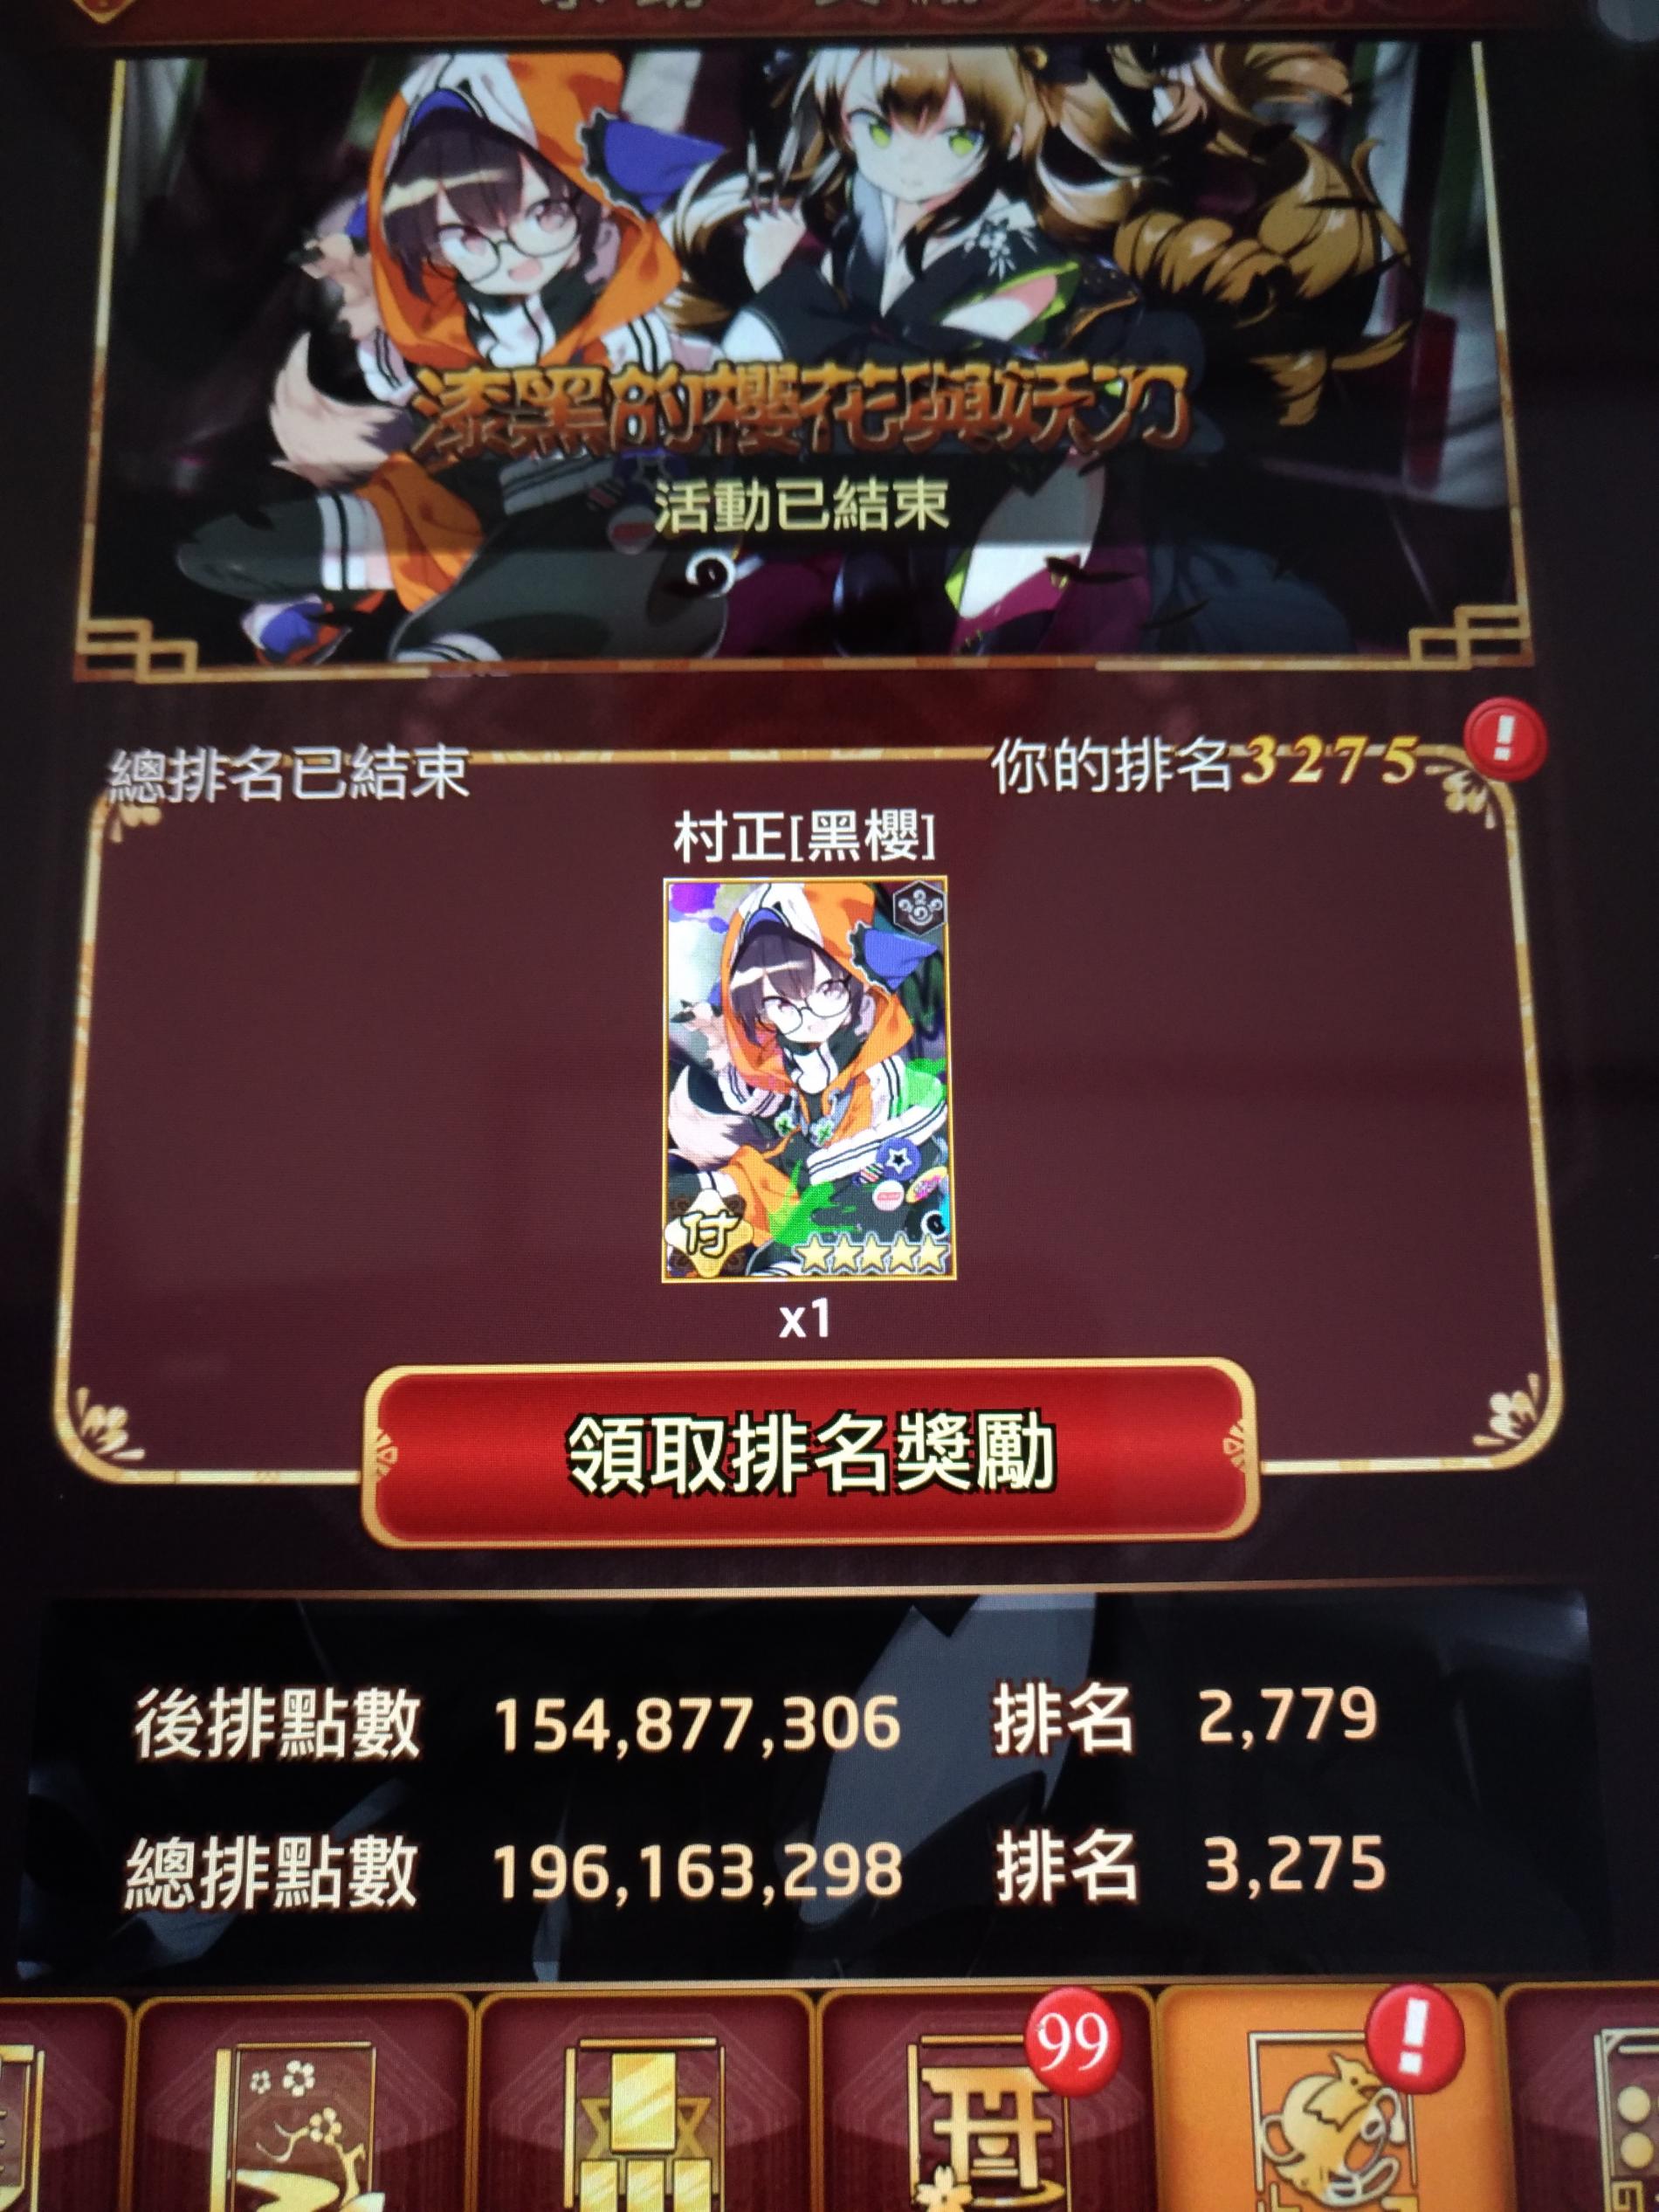 漆黑的櫻花與妖刀
活動已結束
總排名已結束
你的排名3275
!
村正[黑櫻]
付
x1
領取排名獎勵
後排點數 154,877,306 排名 2,779
總排點數 196,163,298 排名 3,275
99
!